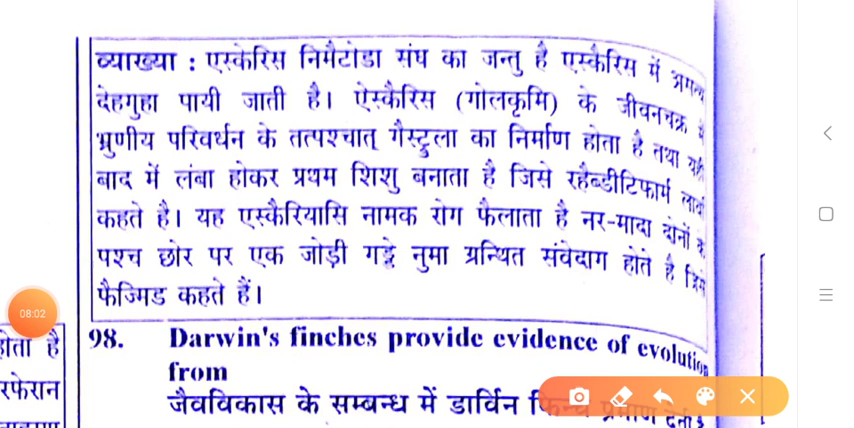 व्याख्या : एस्केरिस निमैटोडा संघ का जन्तु है एस्कैरिस में
देहगुहा पायी जाती है। ऐस्कैरिस (गोलकृमि) के जीवनचक्र में
भ्रुणीय परिवर्धन के तत्पश्चात् गैस्ट्रुला का निर्माण होता है तथा यही
बाद में लंबा होकर प्रथम शिशु बनाता है जिसे रहैब्डीटिफार्म लार्वा
कहते है। यह एस्कैरियासि नामक रोग फैलाता है नर-मादा दोनों के
पश्च छोर पर एक जोड़ी गड्ढे नुमा ग्रन्थित संवेदाग होते है जिसे
फैज्मिड कहते हैं।
08:02
होता है
98. Darwin's finches provide evidence of evolution
from
जैवविकास के सम्बन्ध में डार्विन